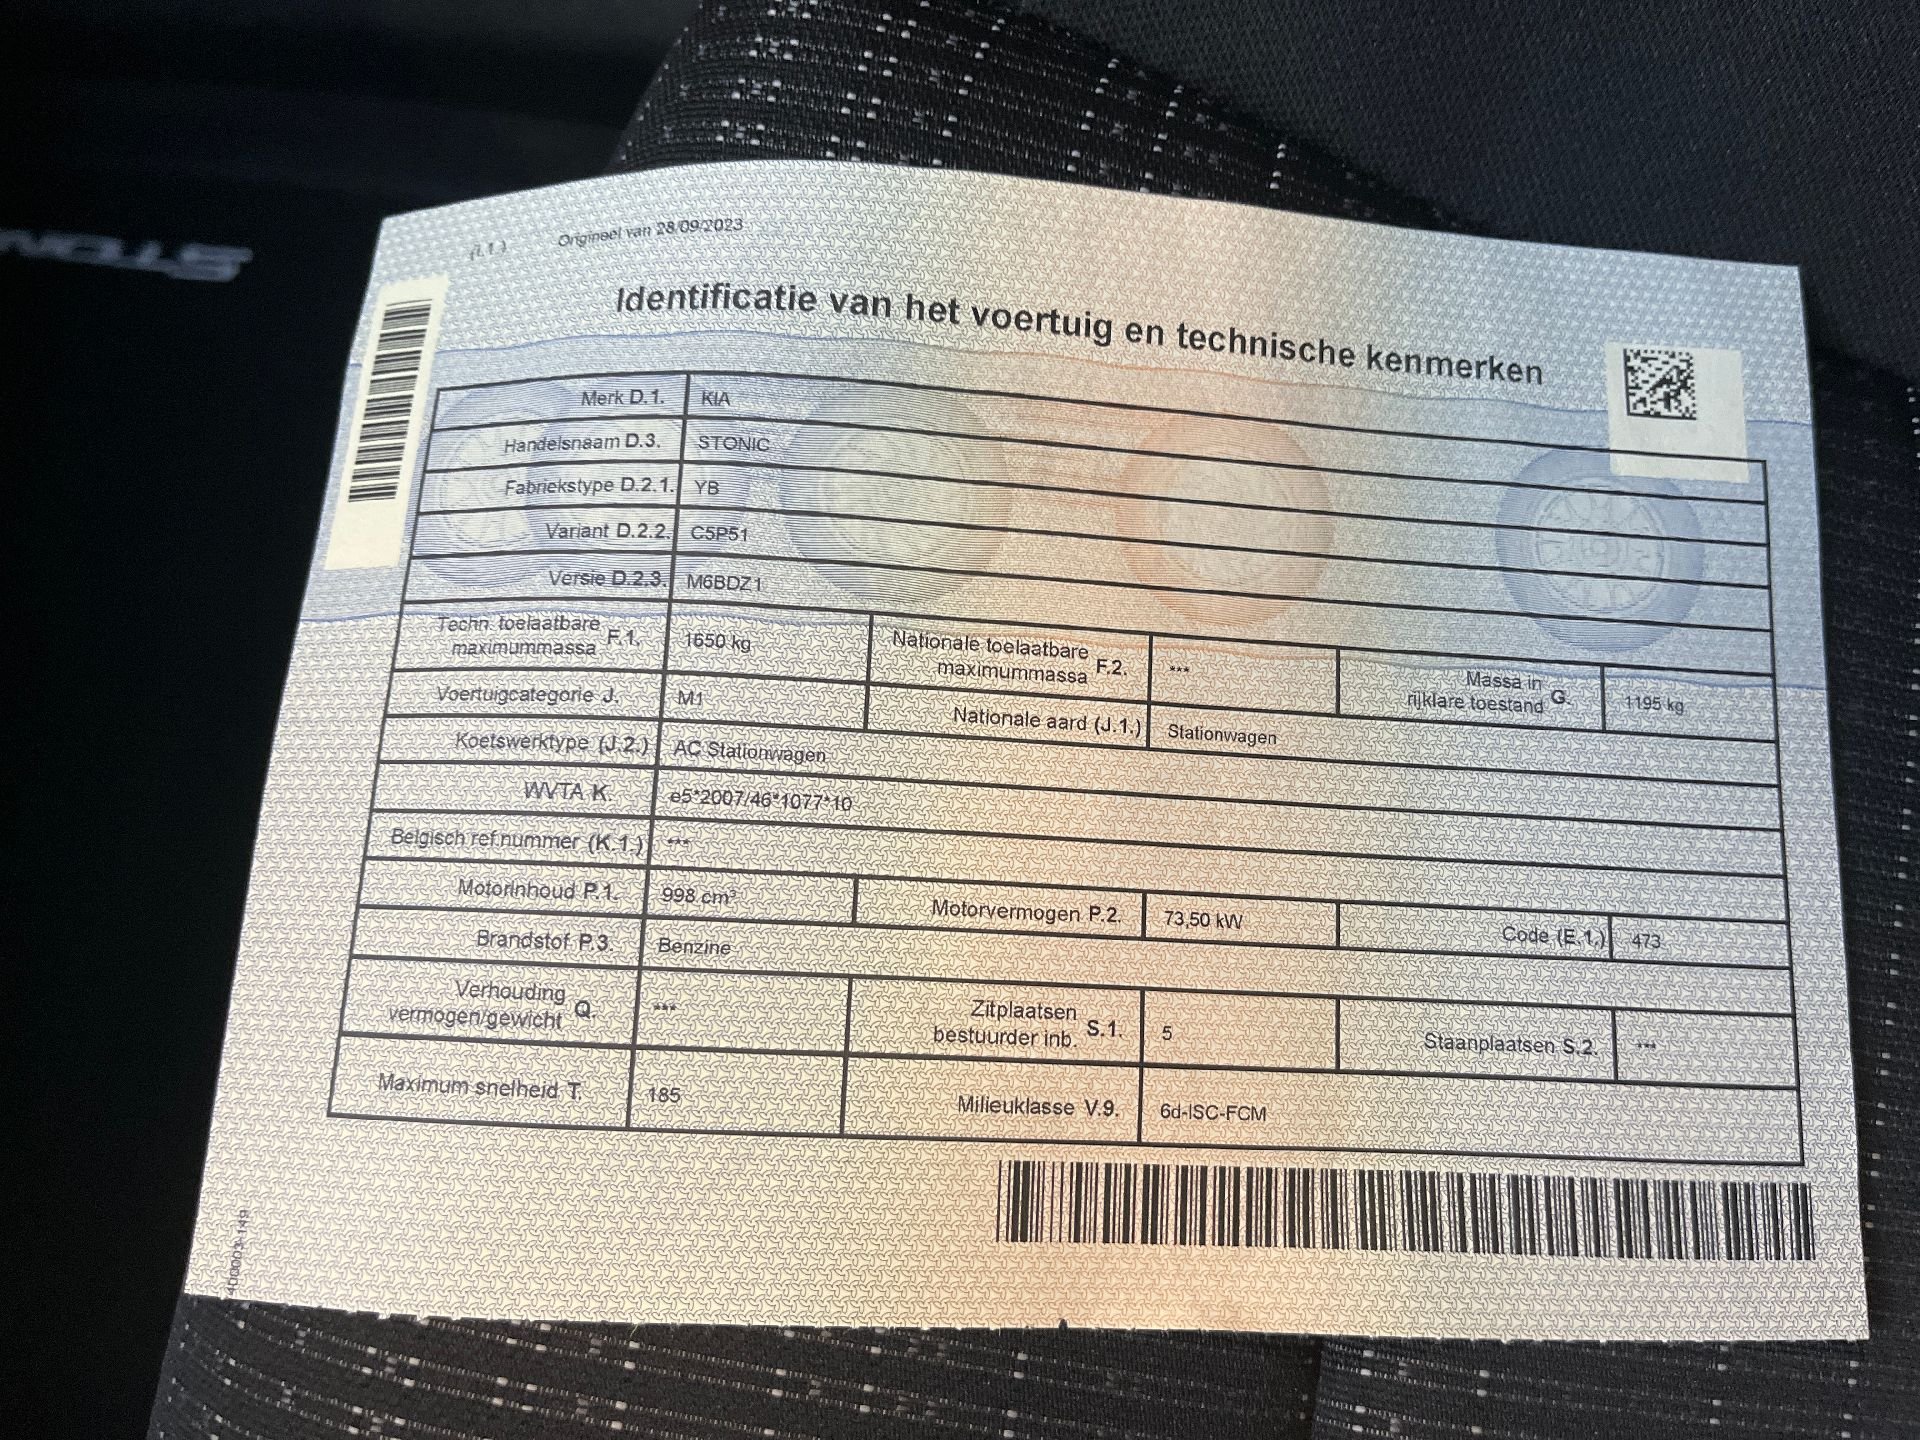 (I.1.) Origineel van 28/09/2023
Identificatie van het voertuig en technische kenmerken
Merk D.1. KIA
Handelsnaam D.3. STONIC
Fabriekstype D.2.1. YB
Variant D.2.2. C5P51
Versie D.2.3. M6BDZ1
Techn. toelaatbare maximummassa F.1. 1650 kg Nationale toelaatbare maximummassa F.2. *** Massa in rijklare toestand G. 1195 kg
Voertuigcategorie J. M1 Nationale aard (J.1.) Stationwagen
Koetswerktype (J.2.) AC Stationwagen
WVTA K. e5*2007/46*1077*10
Belgisch ref.nummer (K.1.) ***
Motorinhoud P.1. 998 cm³ Motorvermogen P.2. 73,50 kW Code (E.1.) 473
Brandstof P.3. Benzine
Verhouding vermogen/gewicht Q. *** Zitplaatsen bestuurder inb. S.1. 5 Staanplaatsen S.2. ***
Maximum snelheid T. 185 Milieuklasse V.9. 6d-ISC-FCM